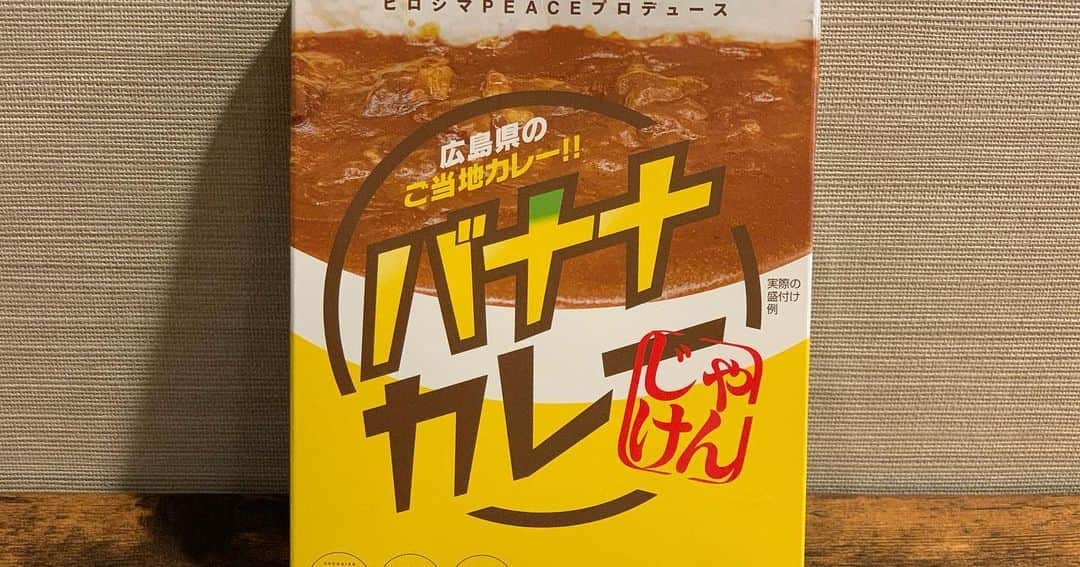 ヒロシマPEACEプロデュース
広島県の
ご当地カレー!!
バナナ
カレー
じゃ
けん
実際の
盛付け
例